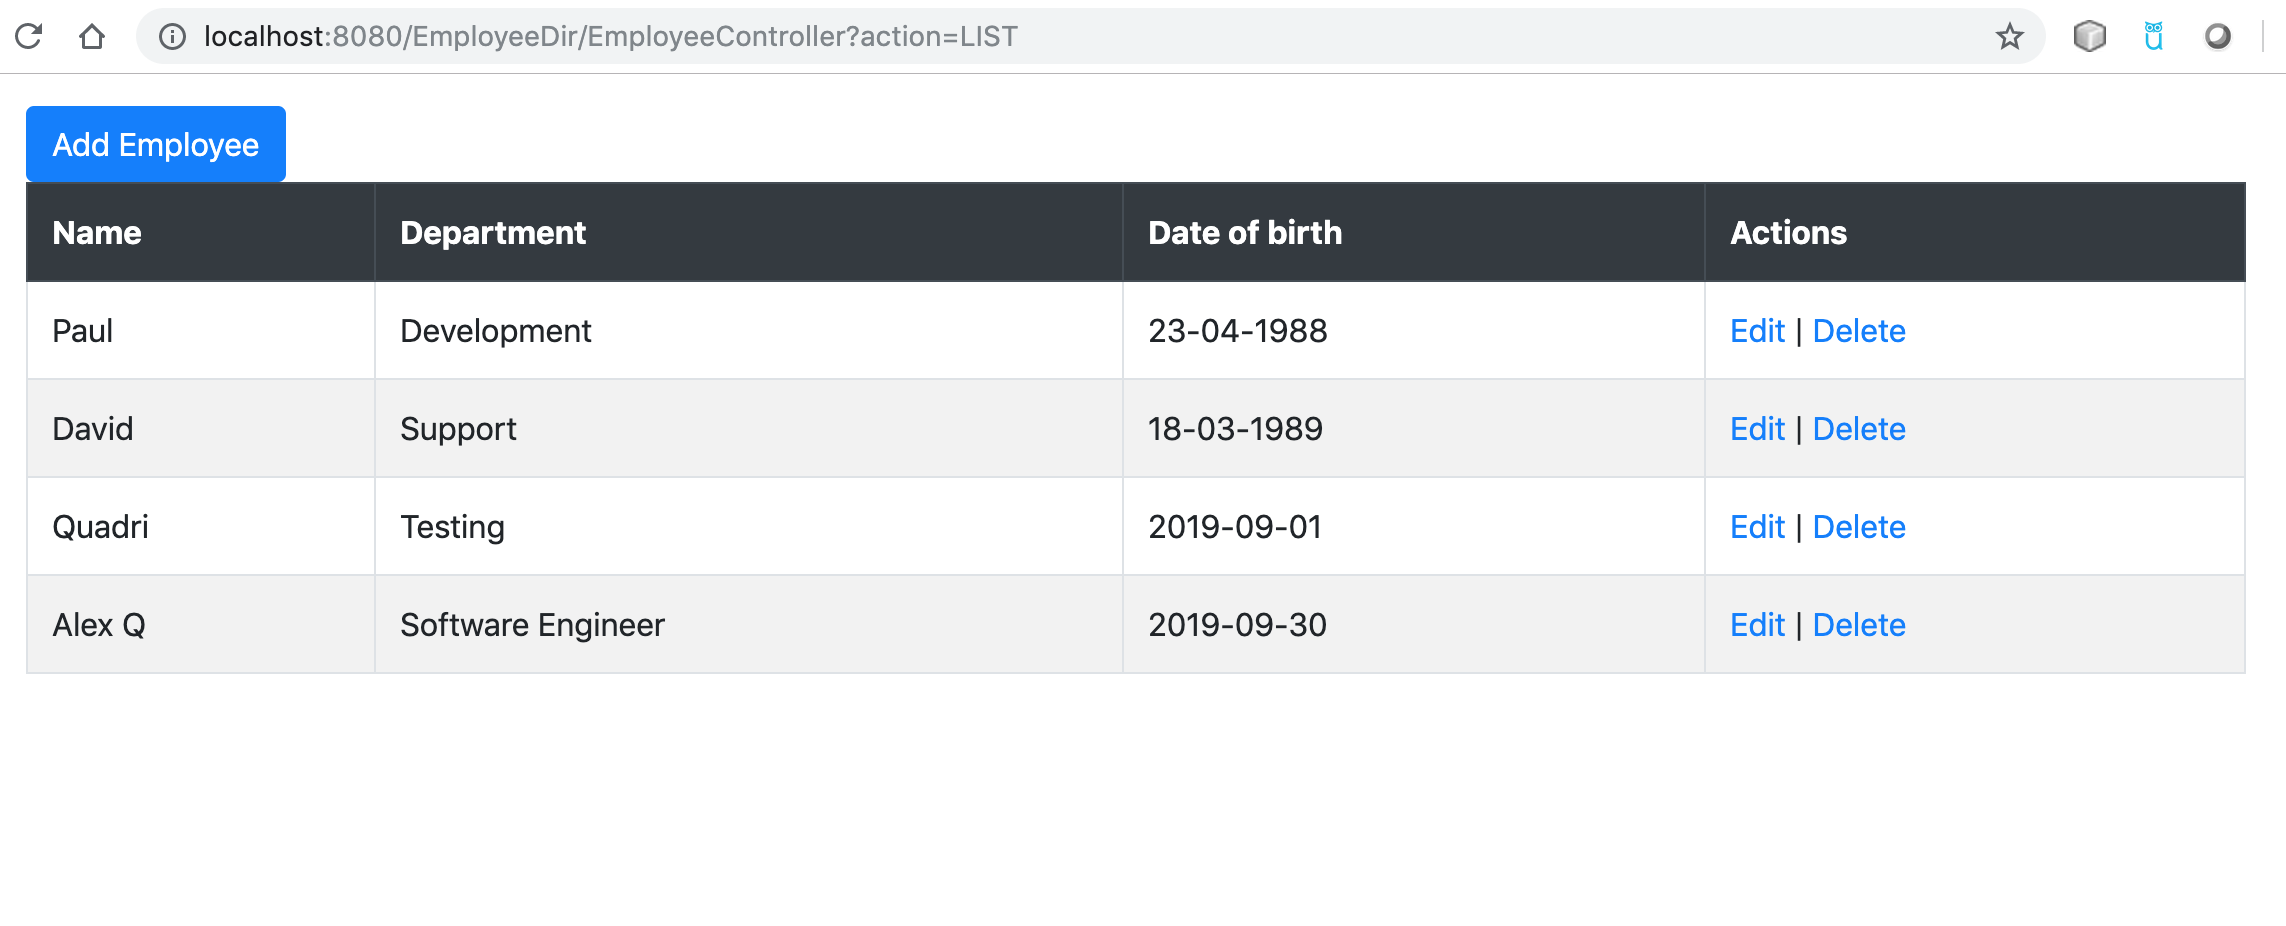 localhost:8080/EmployeeDir/EmployeeController?action=LIST
Add Employee
Name Department Date of birth Actions
Paul Development 23-04-1988 Edit | Delete
David Support 18-03-1989 Edit | Delete
Quadri Testing 2019-09-01 Edit | Delete
Alex Q Software Engineer 2019-09-30 Edit | Delete